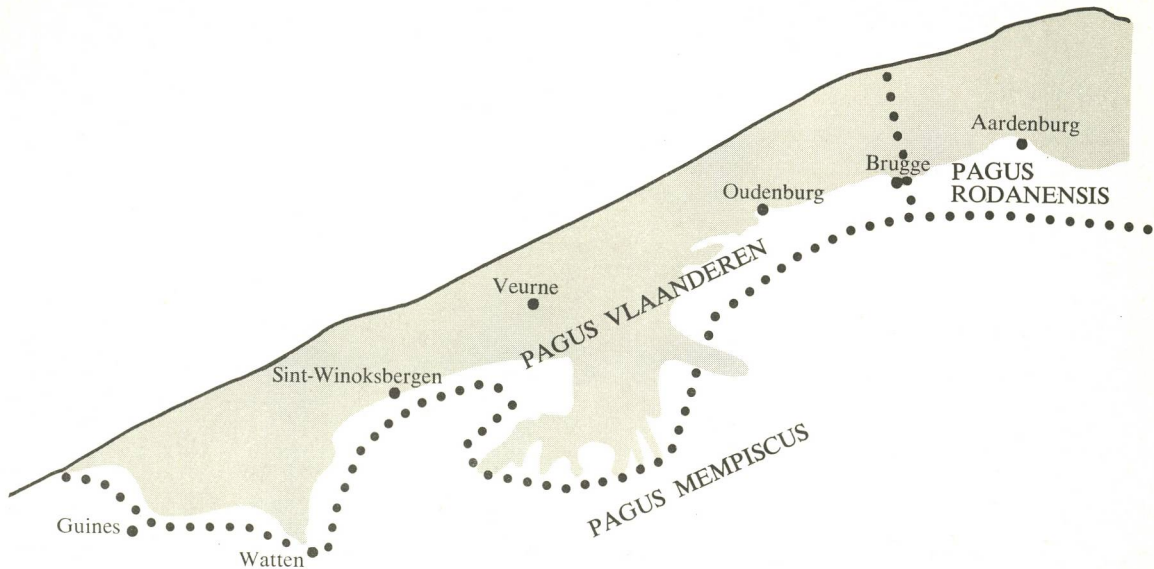 Aardenburg
Brugge
PAGUS
RODANENSIS
Oudenburg
Veurne
PAGUS VLAANDEREN
Sint-Winoksbergen
PAGUS MEMPISCUS
Guines
Watten